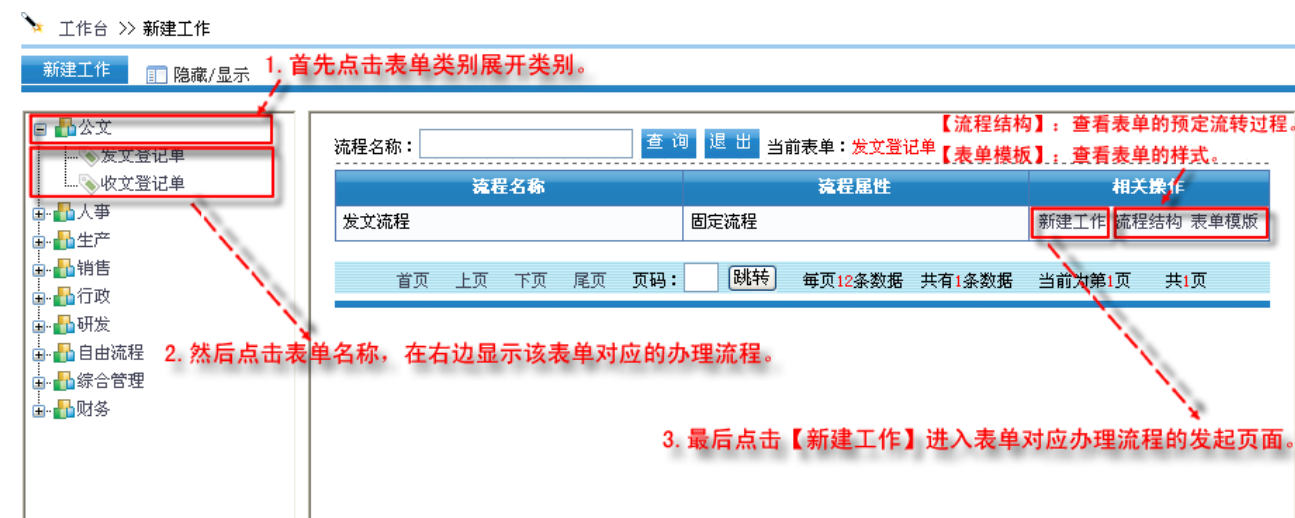 工作台 >> 新建工作
新建工作 隐藏/显示 1. 首先点击表单类别展开类别。
公文
发文登记单
收文登记单
人事
生产
销售
行政
研发
自由流程
综合管理
财务
【流程结构】：查看表单的预定流转过程。
流程名称： 查 询 退 出 当前表单：发文登记单
【表单模板】：查看表单的样式。
流程名称 流程属性 相关操作
发文流程 固定流程 新建工作 流程结构 表单模版
首页 上页 下页 尾页 页码： 跳转 每页12条数据 共有1条数据 当前为第1页 共1页
2. 然后点击表单名称，在右边显示该表单对应的办理流程。
3. 最后点击【新建工作】进入表单对应办理流程的发起页面。